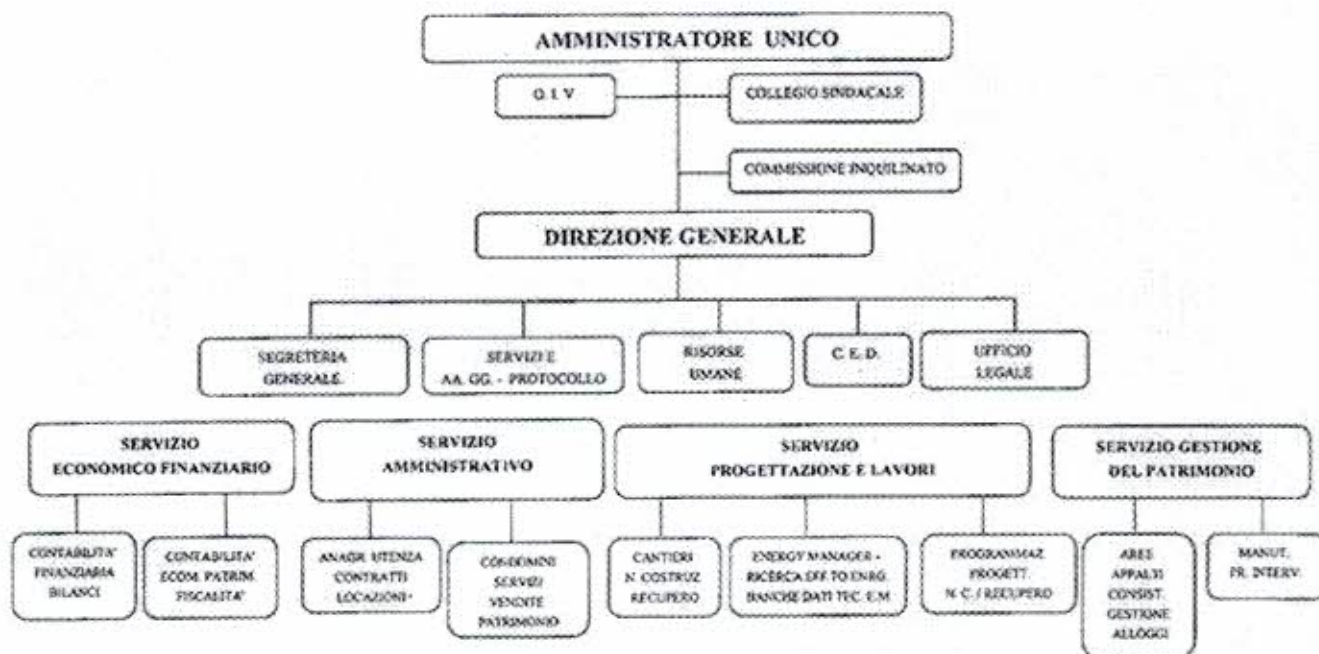 AMMINISTRATORE UNICO
O. I. V.
COLLEGIO SINDACALE
COMMISSIONE INQUILINATO
DIREZIONE GENERALE
SEGRETERIA
GENERALE.
SERVIZI E
AA. GG. - PROTOCOLLO
RISORSE
UMANE
C. E. D.
UFFICIO
LEGALE
SERVIZIO
ECONOMICO FINANZIARIO
SERVIZIO
AMMINISTRATIVO
SERVIZIO
PROGETTAZIONE E LAVORI
SERVIZIO GESTIONE
DEL PATRIMONIO
CONTABILITA'
FINANZIARIA
BILANCI
CONTABILITA'
ECOM. PATRIM.
FISCALITA'
ANAGR. UTENZA
CONTRATTI
LOCAZIONI
CONDOMINI
SERVIZI
VENDITE
PATRIMONIO
CANTIERI
N. COSTRUZ
RECUPERO
ENERGY MANAGER -
RICERCA EFF.TO ENRG.
BANCHE DATI TEC. E.M
PROGRAMMAZ
PROGETT.
N. C. / RECUPERO
APPALTI
CONSIST.
GESTIONE
ALLOGGI
MANUT.
PR. INTERV.